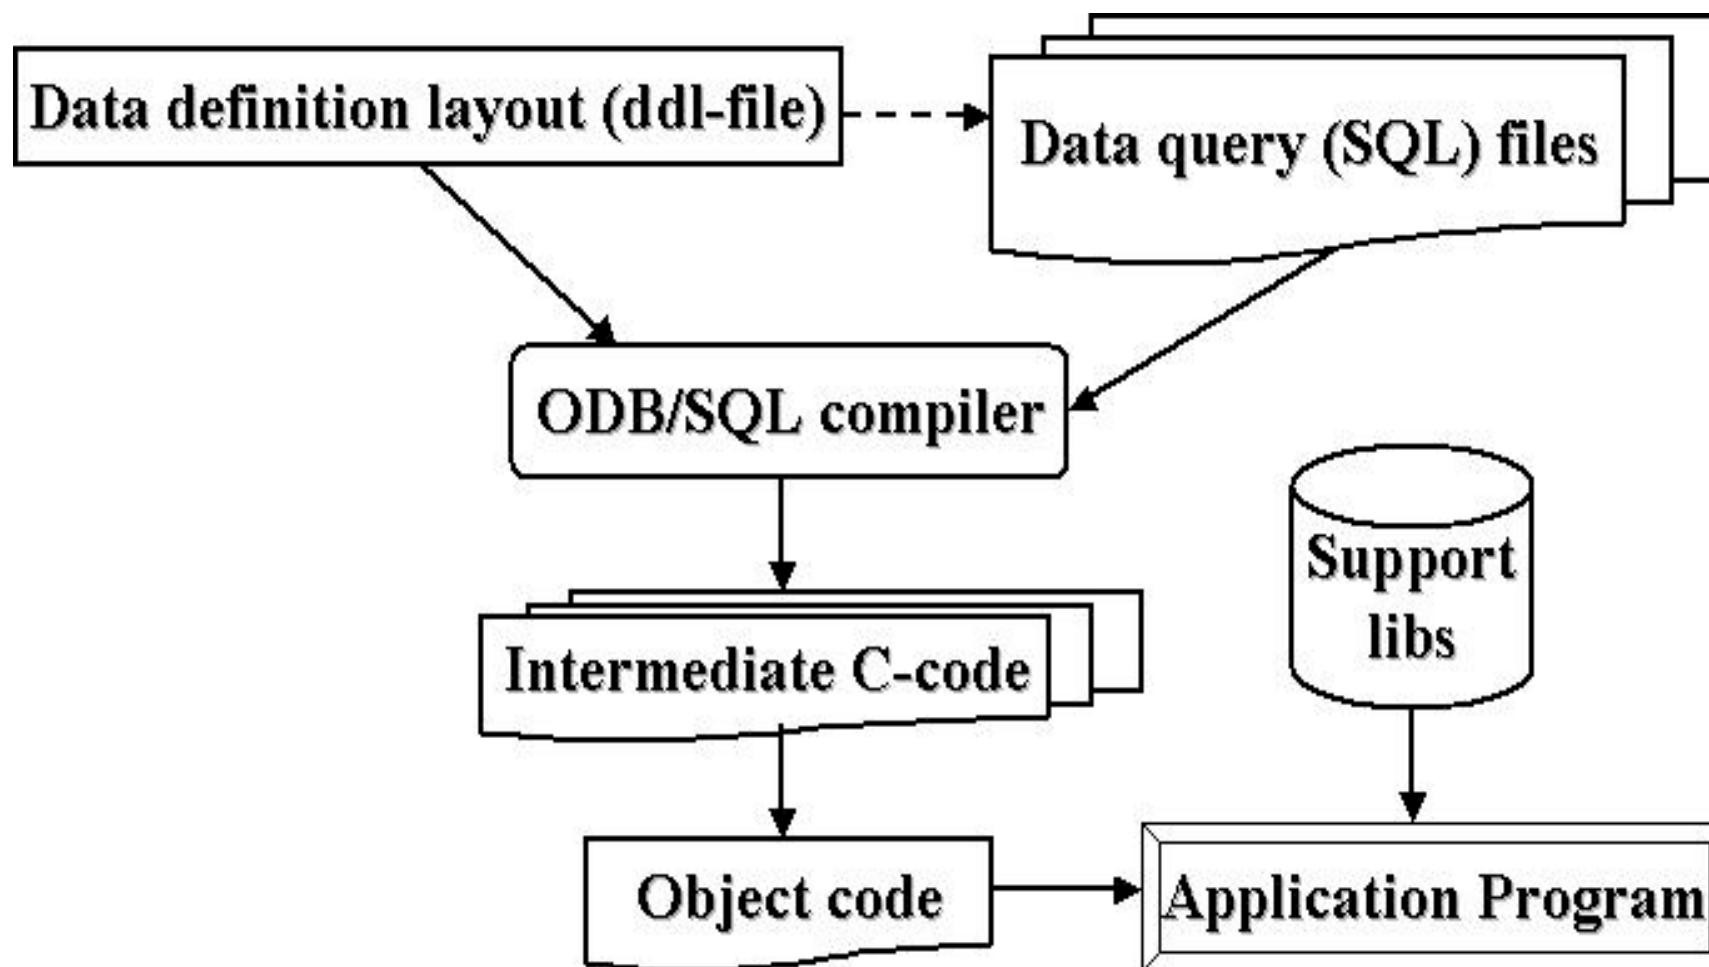 Data definition layout (ddl-file)
Data query (SQL) files
ODB/SQL compiler
Support
libs
Intermediate C-code
Object code
Application Program